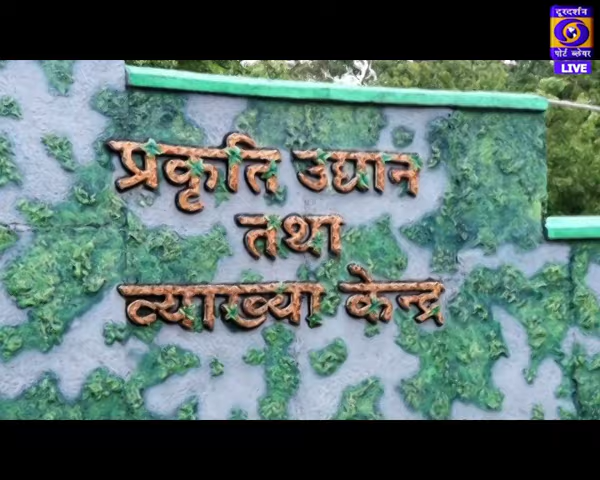 दूरदर्शन
पोर्ट ब्लेयर
LIVE
प्रकृति उद्यान
तथा
व्याख्या केन्द्र